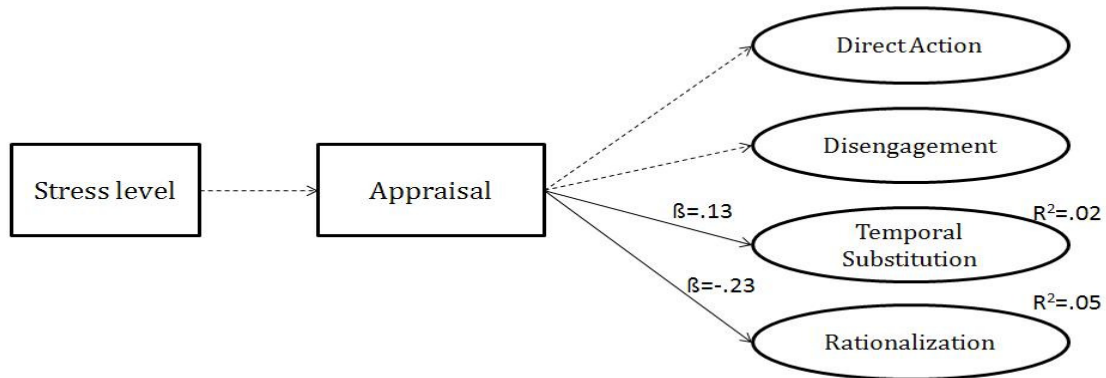 Direct Action
Disengagement
Stress level
Appraisal
ß=.13
R²=.02
Temporal
Substitution
ß=-.23
R²=.05
Rationalization